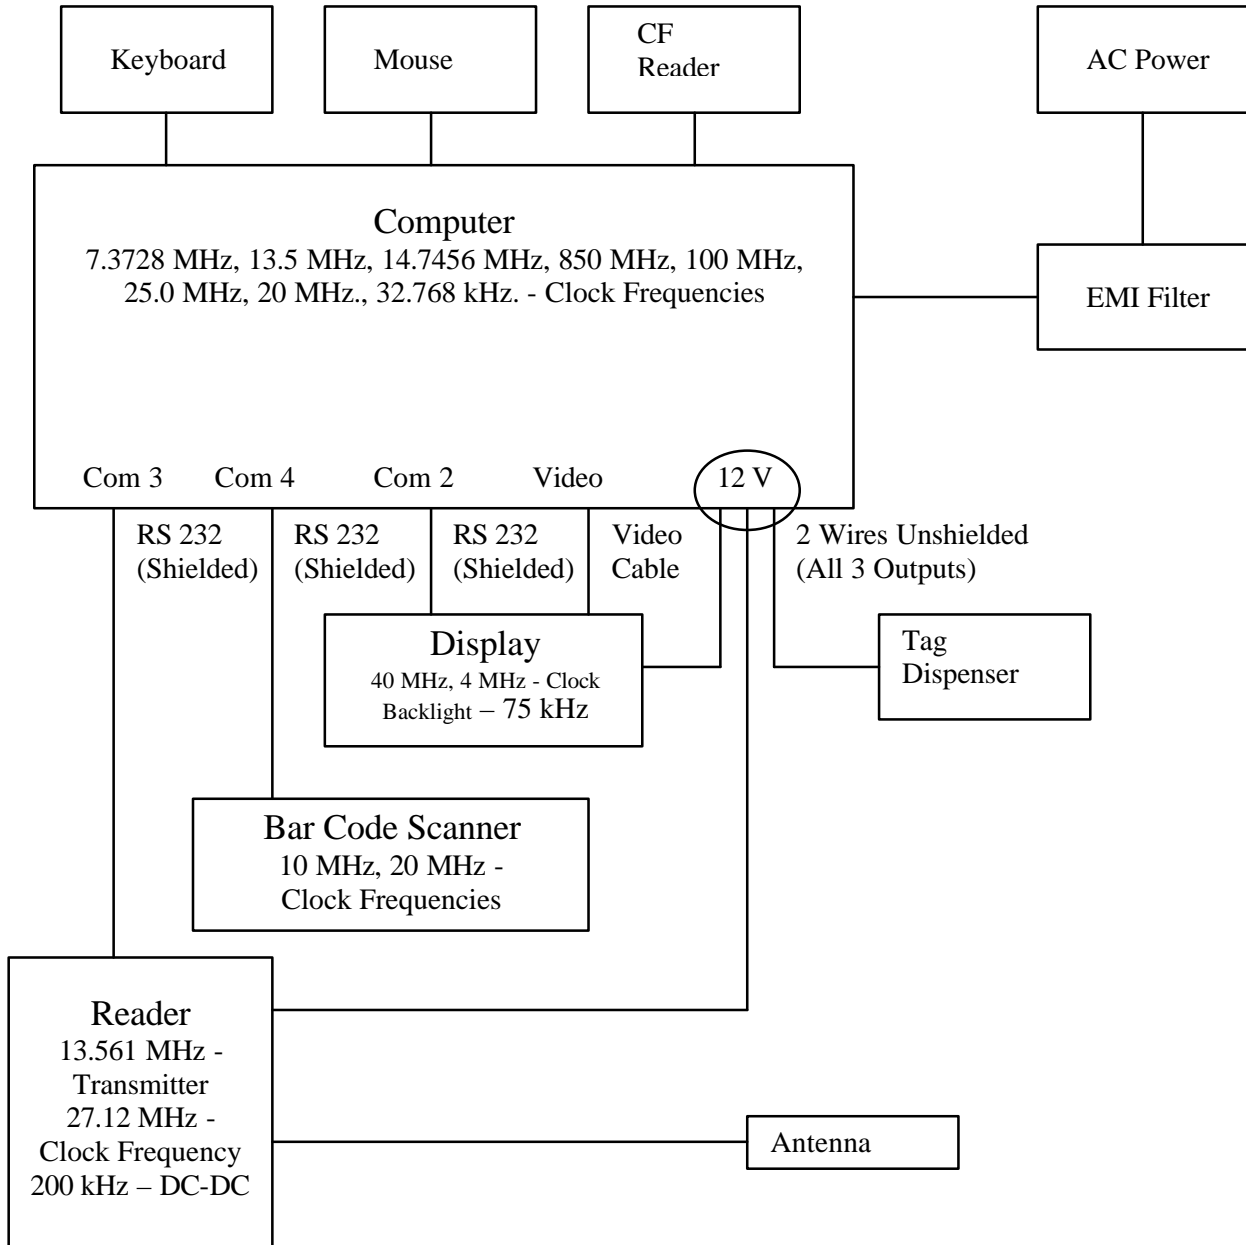 Keyboard
Mouse
CF
Reader
AC Power
Computer
7.3728 MHz, 13.5 MHz, 14.7456 MHz, 850 MHz, 100 MHz,
25.0 MHz, 20 MHz., 32.768 kHz. - Clock Frequencies
EMI Filter
Com 3
Com 4
Com 2
Video
12 V
RS 232
(Shielded)
RS 232
(Shielded)
RS 232
(Shielded)
Video
Cable
2 Wires Unshielded
(All 3 Outputs)
Display
40 MHz, 4 MHz - Clock
Backlight – 75 kHz
Tag
Dispenser
Bar Code Scanner
10 MHz, 20 MHz -
Clock Frequencies
Reader
13.561 MHz -
Transmitter
27.12 MHz -
Clock Frequency
200 kHz – DC-DC
Antenna